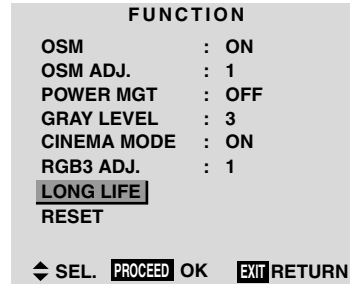 FUNCTION
OSM : ON
OSM ADJ. : 1
POWER MGT : OFF
GRAY LEVEL : 3
CINEMA MODE : ON
RGB3 ADJ. : 1
LONG LIFE
RESET
SEL. PROCEED OK EXIT RETURN